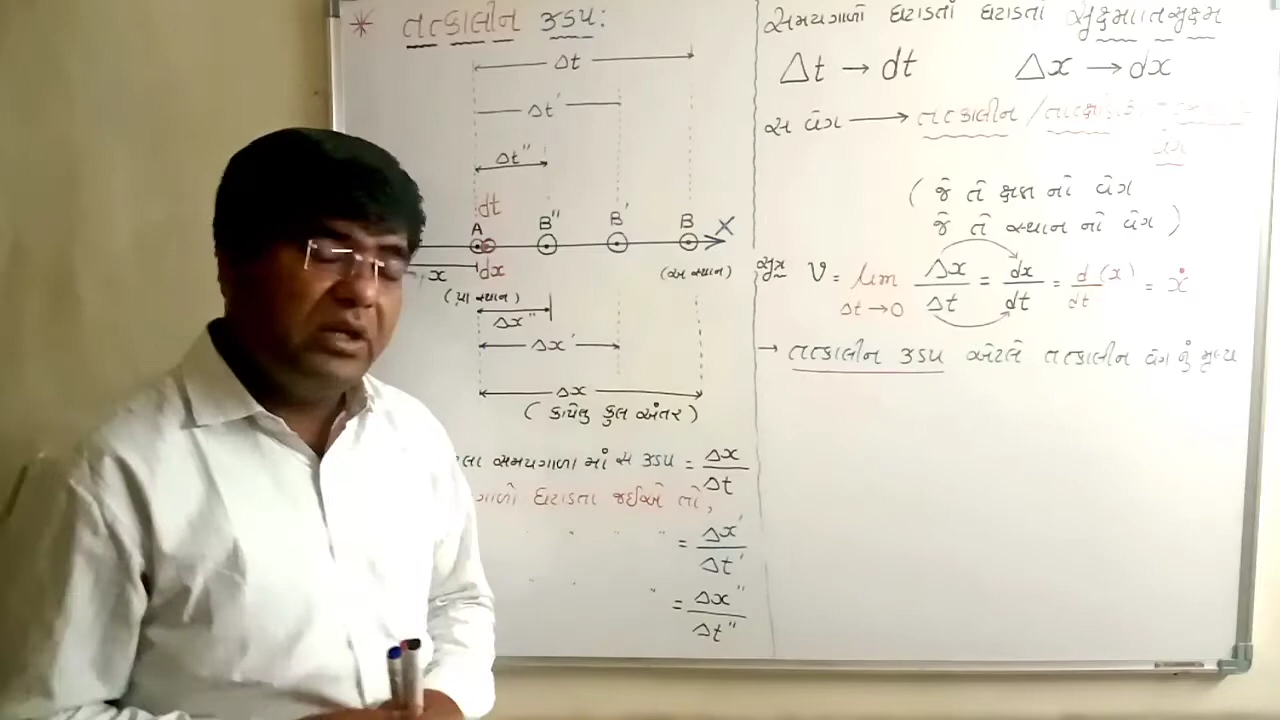 * તત્કાલીન ઝડપ:
Δt
Δt'
Δt''
dt
A B'' B' B X
x dx
(પ્રા સ્થાન) (અં સ્થાન)
Δx''
Δx'
Δx
(કાપેલુ કુલ અંતર)
સમયગાળા માં સ ઝડપ = Δx/Δt
ગાળો ઘટાડતા જઈએ તો,
" " " = Δx'/Δt'
" " " = Δx''/Δt''
સમયગાળો ઘટાડતાં ઘટાડતાં સુક્ષ્માતિસુક્ષ્મ
Δt → dt Δx → dx
સ વેગ → તત્કાલીન /
વેગ
(જે તે ક્ષણ નો વેગ
જે તે સ્થાન નો વેગ)
સુત્ર v = lim Δt→0 Δx/Δt = dx/dt = d/dt (x) = ẋ
→ તત્કાલીન ઝડપ એટલે તત્કાલીન વેગ નું મુલ્ય